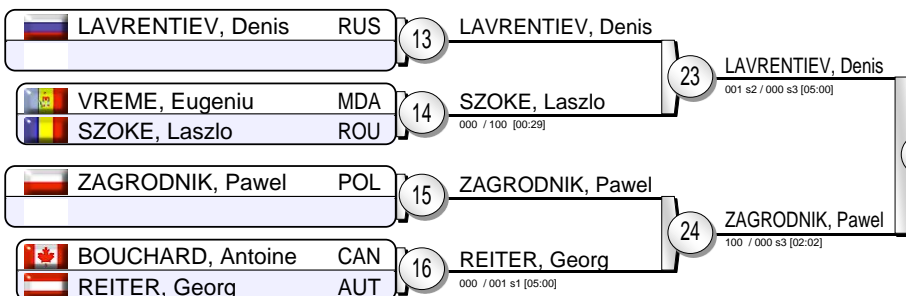 LAVRENTIEV, Denis RUS
13
LAVRENTIEV, Denis
23
LAVRENTIEV, Denis
001 s2 / 000 s3 [05:00]
VREME, Eugeniu MDA
SZOKE, Laszlo ROU
14
SZOKE, Laszlo
000 / 100 [00:29]
ZAGRODNIK, Pawel POL
15
ZAGRODNIK, Pawel
24
ZAGRODNIK, Pawel
100 / 000 s3 [02:02]
BOUCHARD, Antoine CAN
REITER, Georg AUT
16
REITER, Georg
000 / 001 s1 [05:00]